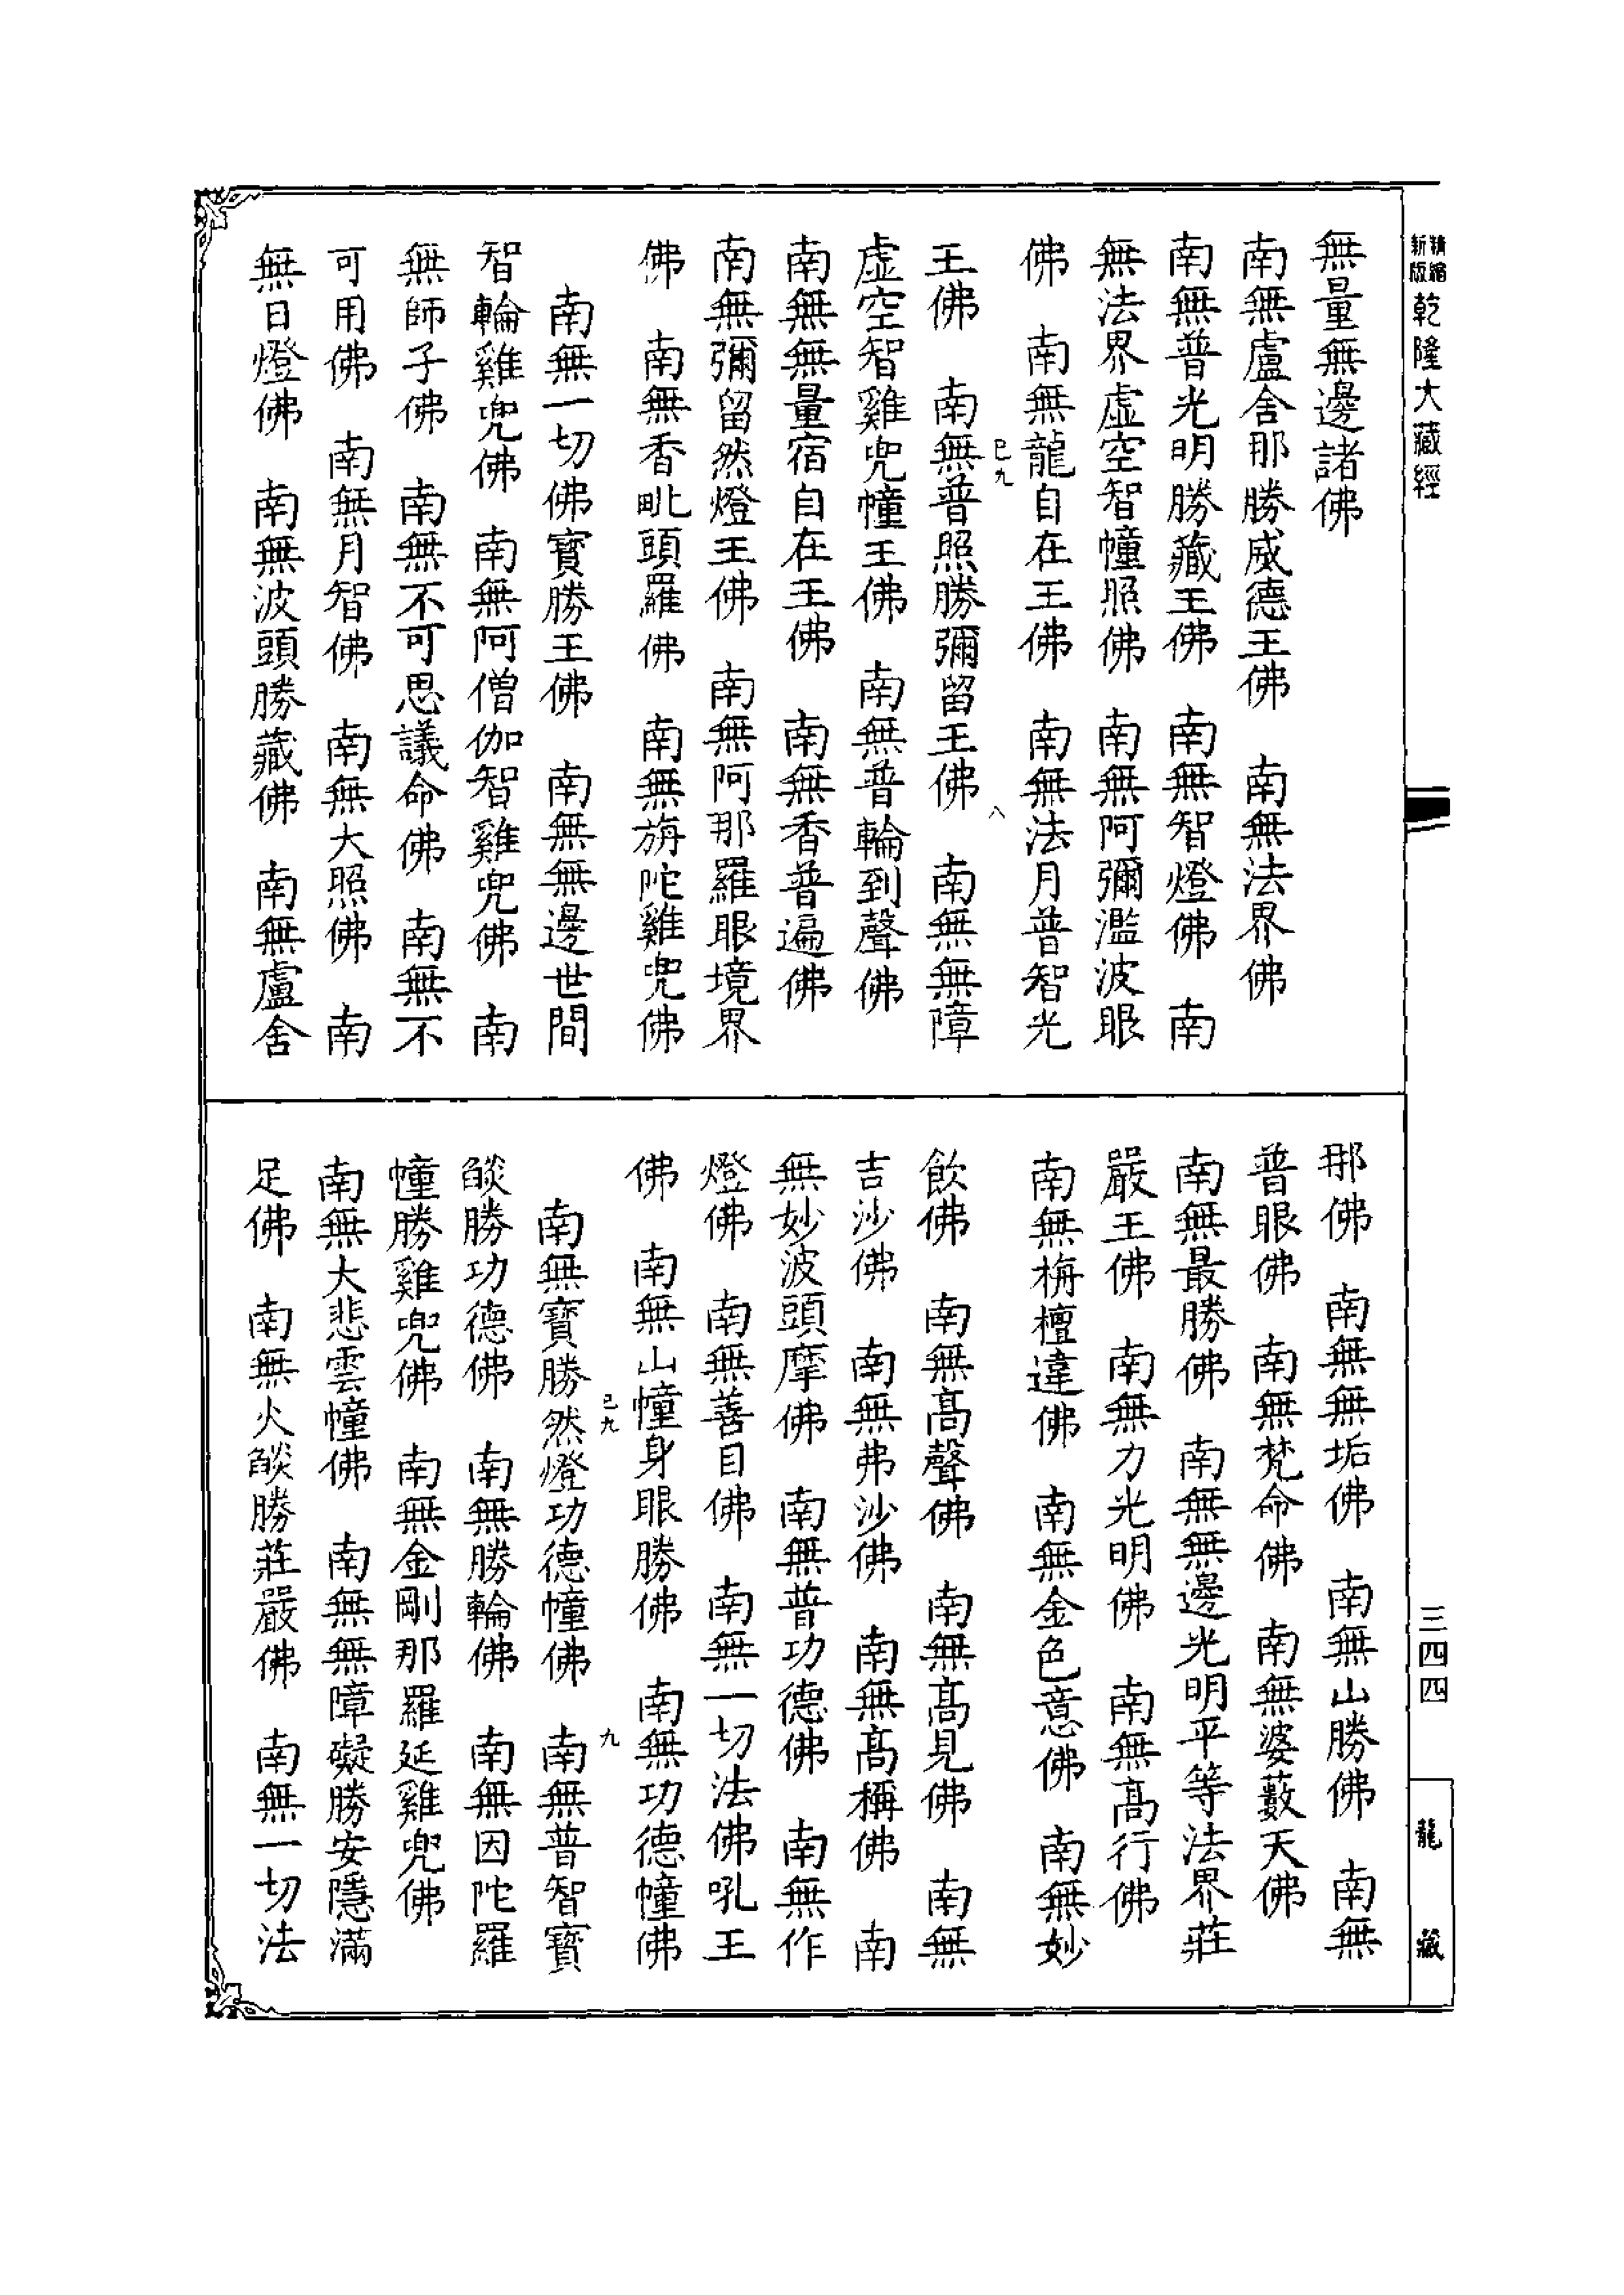 精縮新版乾隆大藏經
無量無邊諸佛
南無盧舍那勝威德王佛　南無法界佛
南無普光明勝藏王佛　南無智燈佛　南
無法界虛空智幢照佛　南無阿彌濫波眼
佛　南無龍自在王佛　南無法月普智光
巳九　八
王佛　南無普照勝彌留王佛　南無無障
虛空智雞兜幢王佛　南無普輪到聲佛
南無無量宿自在王佛　南無香普遍佛
南無彌留然燈王佛　南無阿那羅眼境界
佛　南無香毗頭羅佛　南無旃陀雞兜佛
南無一切佛寶勝王佛　南無無邊世間
智輪雞兜佛　南無阿僧伽智雞兜佛　南
無師子佛　南無不可思議命佛　南無不
可用佛　南無月智佛　南無大照佛　南
無日燈佛　南無波頭勝藏佛　南無盧舍
那佛　南無無垢佛　南無山勝佛　南無
普眼佛　南無梵命佛　南無婆藪天佛
南無最勝佛　南無無邊光明平等法界莊
嚴王佛　南無力光明佛　南無高行佛
南無栴檀違佛　南無金色意佛　南無妙
飲佛　南無高聲佛　南無高見佛　南無
吉沙佛　南無弗沙佛　南無高稱佛　南
無妙波頭摩佛　南無普功德佛　南無作
燈佛　南無善目佛　南無一切法佛吼王
佛　南無山幢身眼勝佛　南無功德幢佛
巳九　九
南無寶勝然燈功德幢佛　南無普智寶
燄勝功德佛　南無勝輪佛　南無因陀羅
幢勝雞兜佛　南無金剛那羅延雞兜佛
南無大悲雲幢佛　南無無障礙勝安隱滿
足佛　南無火燄勝莊嚴佛　南無一切法
三四四
龍藏